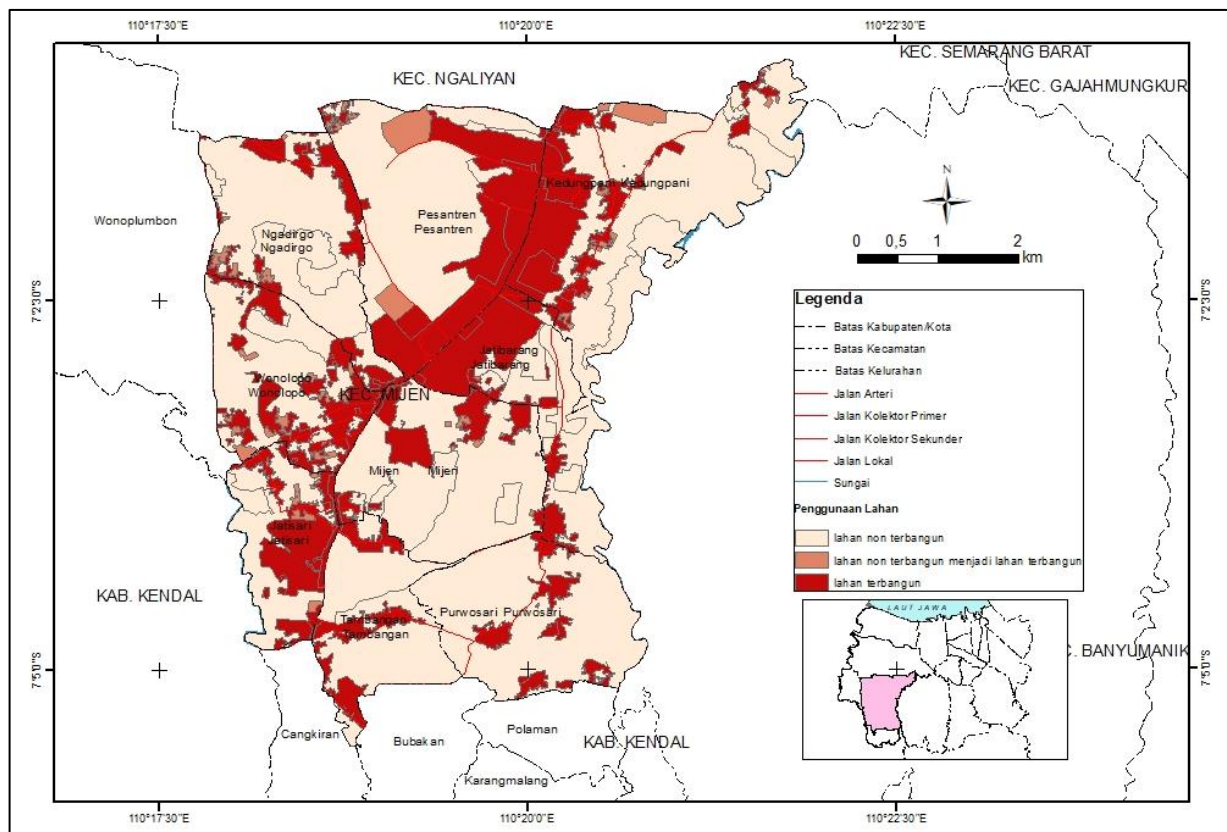 110°17'30"E
110°20'0"E
110°22'30"E
KEC. SEMARANG BARAT
KEC. NGALIYAN
KEC. GAJAHMUNGKUR
N
Kedungpani Kedungpani
Wonoplumbon
Pesantren
Pesantren
Ngadirgo
Ngadirgo
0 0,5 1 2
km
7°2'30"S
7°2'30"S
Legenda
Batas Kabupaten/Kota
Batas Kecamatan
Batas Kelurahan
Jalan Arteri
Jalan Kolektor Primer
Jalan Kolektor Sekunder
Jalan Lokal
Sungai
Penggunaan Lahan
lahan non terbangun
lahan non terbangun menjadi lahan terbangun
lahan terbangun
Jatibarang
Jatibarang
Wonolopo
Wonolopo
KEC. MIJEN
Mijen Mijen
Jatisari
Jatisari
KAB. KENDAL
Tambangan
Tambangan
Purwosari Purwosari
LAUT JAWA
C. BANYUMANIK
7°5'0"S
7°5'0"S
Cangkiran
Bubakan
Polaman
KAB. KENDAL
Karangmalang
110°17'30"E
110°20'0"E
110°22'30"E